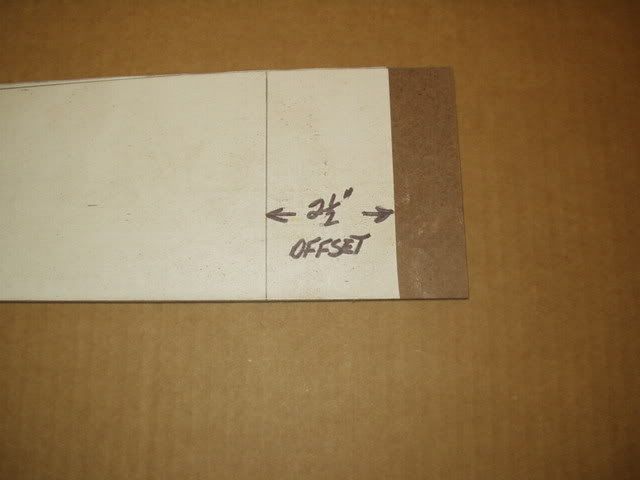 ← 2½" →
OFFSET